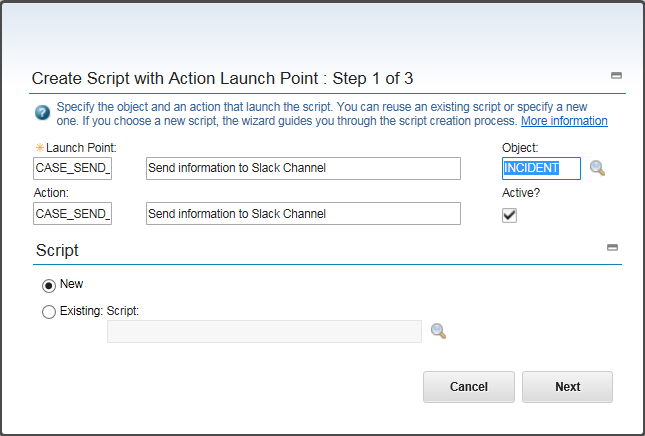 Create Script with Action Launch Point : Step 1 of 3
Specify the object and an action that launch the script. You can reuse an existing script or specify a new
one. If you choose a new script, the wizard guides you through the script creation process. More information
Launch Point: Object:
CASE_SEND_ Send information to Slack Channel INCIDENT
Action: Active?
CASE_SEND_ Send information to Slack Channel
Script
New
Existing: Script:
Cancel Next